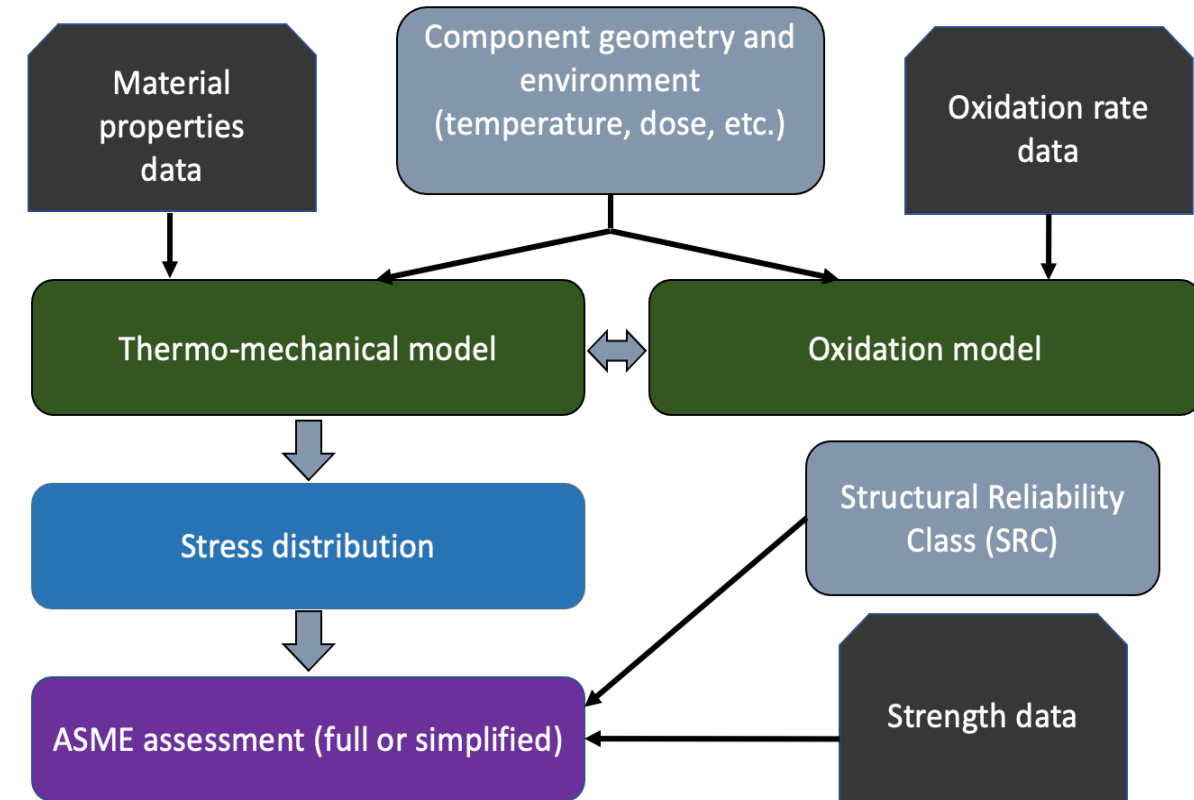 Material
properties
data
Component geometry and
environment
(temperature, dose, etc.)
Oxidation rate
data
Thermo-mechanical model
Oxidation model
Stress distribution
Structural Reliability
Class (SRC)
ASME assessment (full or simplified)
Strength data